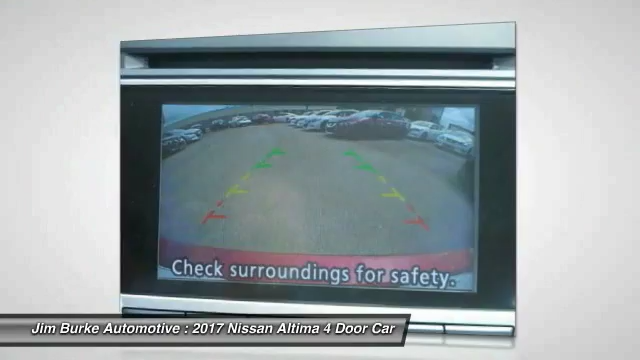 Check surroundings for safety.
Jim Burke Automotive : 2017 Nissan Altima 4 Door Car